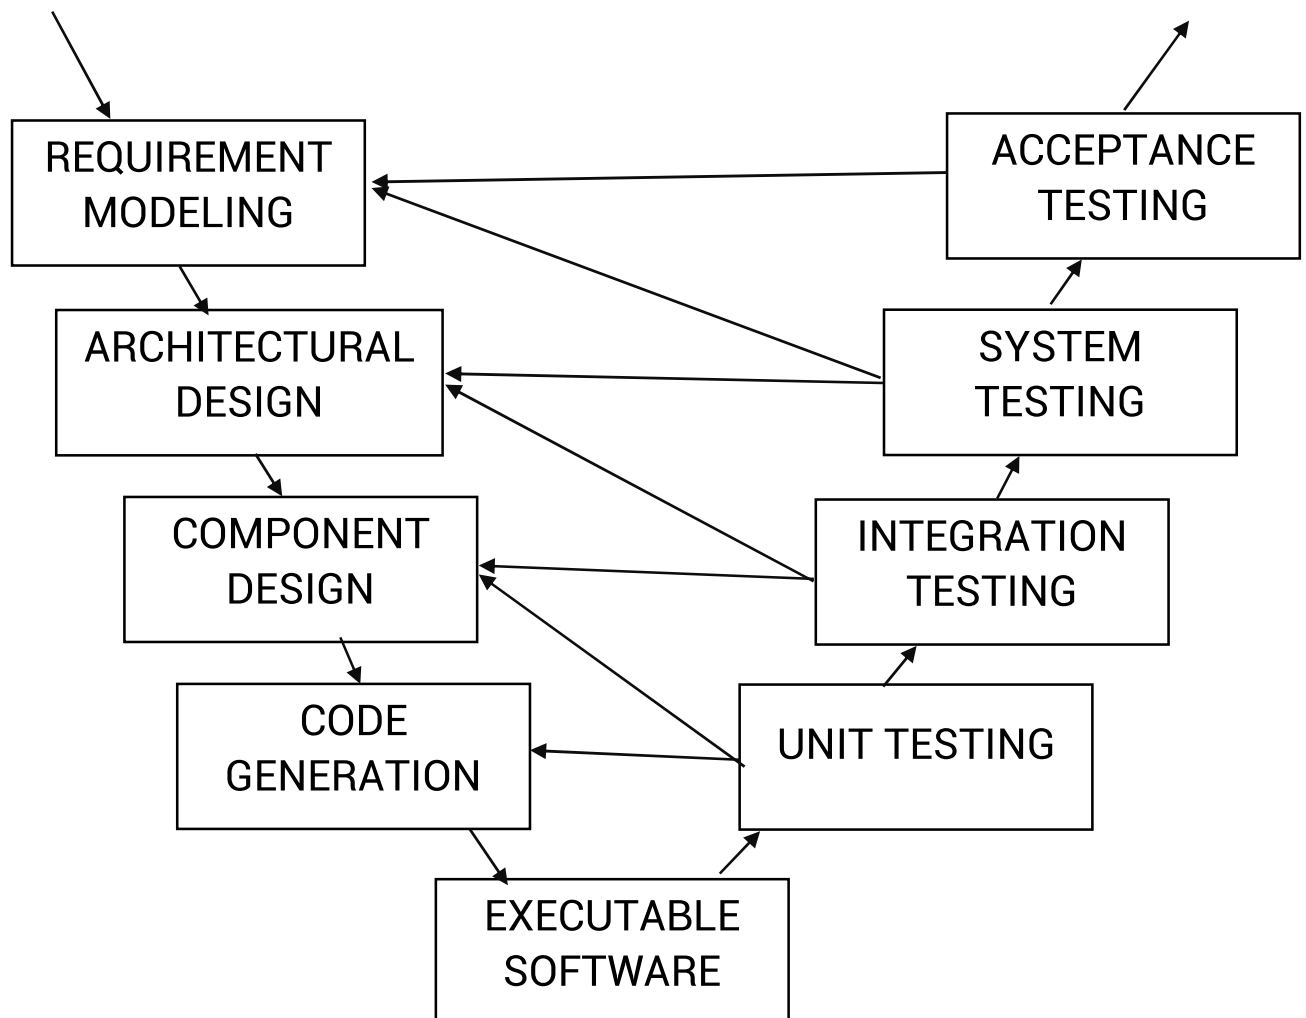 REQUIREMENT
MODELING
ACCEPTANCE
TESTING
ARCHITECTURAL
DESIGN
SYSTEM
TESTING
COMPONENT
DESIGN
INTEGRATION
TESTING
CODE
GENERATION
UNIT TESTING
EXECUTABLE
SOFTWARE